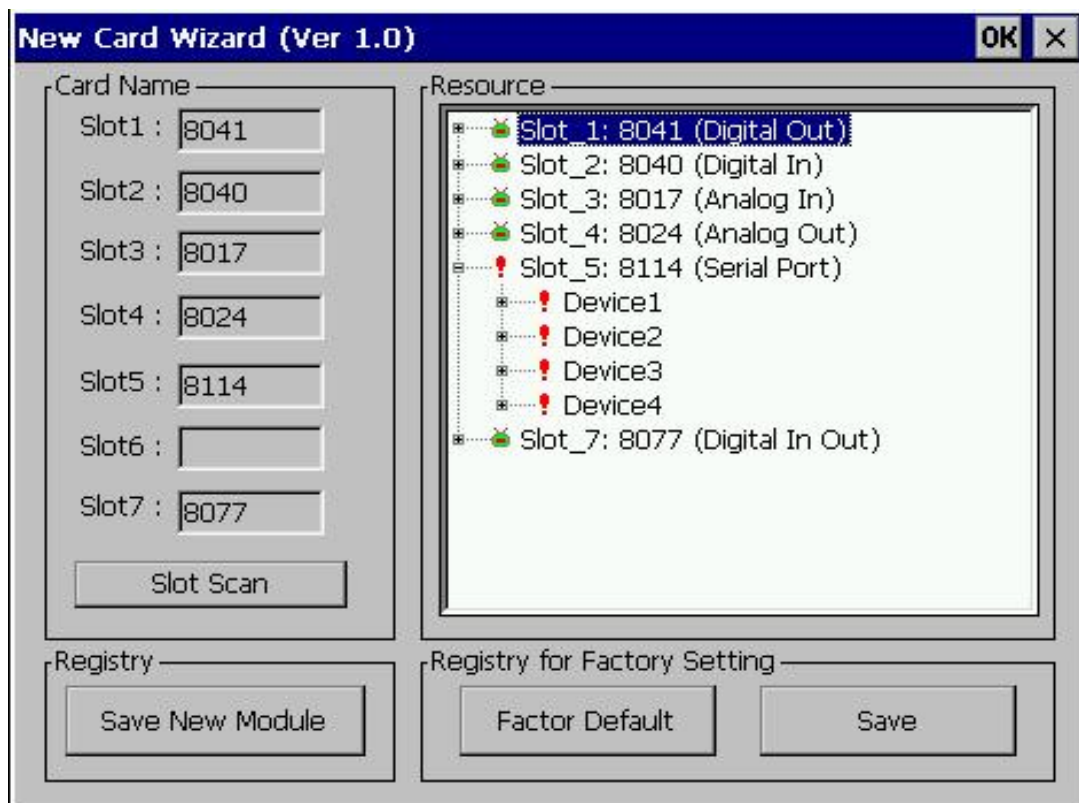 New Card Wizard (Ver 1.0) OK ×
Card Name
Slot1 : 8041
Slot2 : 8040
Slot3 : 8017
Slot4 : 8024
Slot5 : 8114
Slot6 :
Slot7 : 8077
Slot Scan
Resource
Slot_1: 8041 (Digital Out)
Slot_2: 8040 (Digital In)
Slot_3: 8017 (Analog In)
Slot_4: 8024 (Analog Out)
Slot_5: 8114 (Serial Port)
Device1
Device2
Device3
Device4
Slot_7: 8077 (Digital In Out)
Registry
Save New Module
Registry for Factory Setting
Factor Default
Save